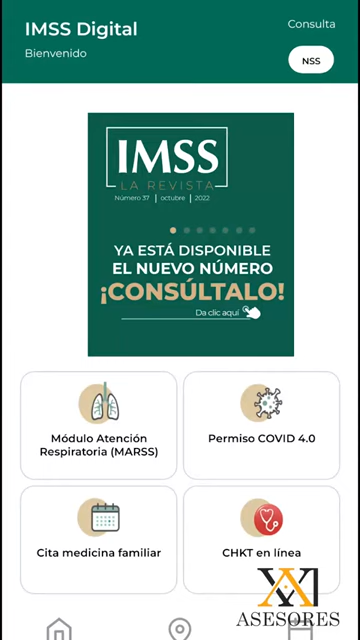 IMSS Digital
Consulta
Bienvenido
NSS
IMSS
LA REVISTA
Número 37 | octubre | 2022
YA ESTÁ DISPONIBLE
EL NUEVO NÚMERO
¡CONSÚLTALO!
Da clic aquí
Módulo Atención
Respiratoria (MARSS)
Permiso COVID 4.0
Cita medicina familiar
CHKT en línea
ASESORES